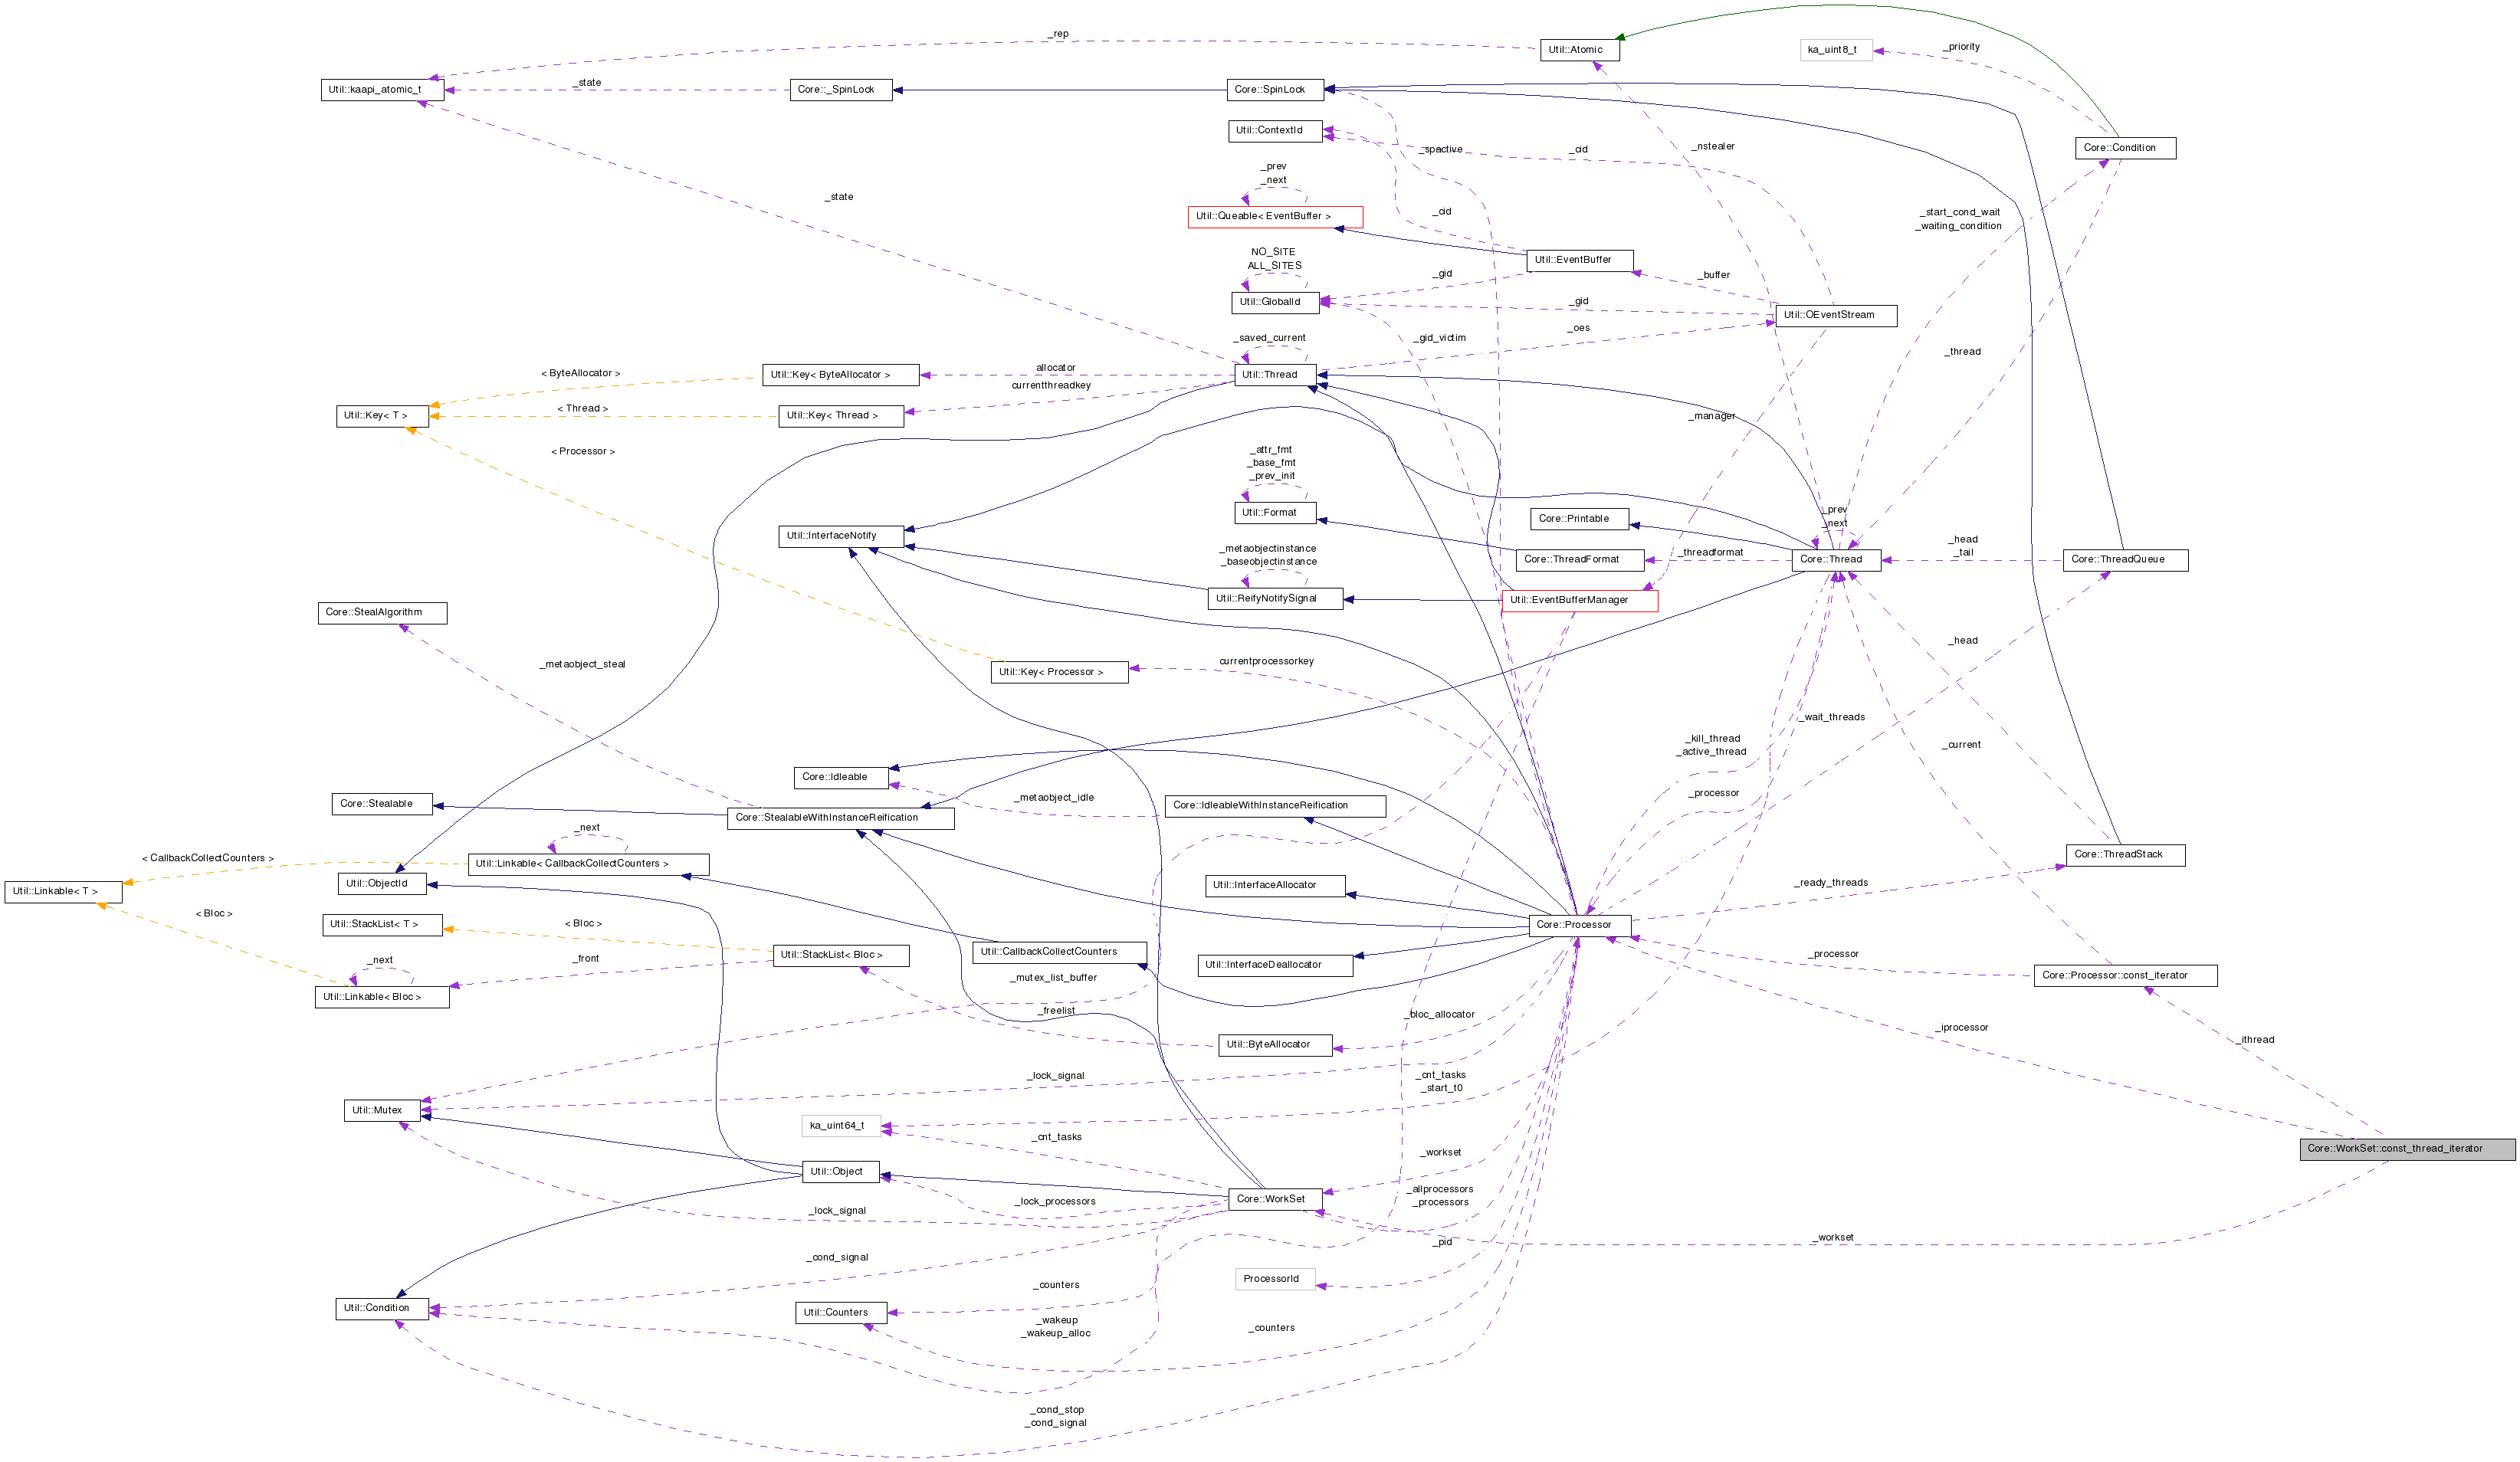 _rep
Util::Atomic
ka_uint8_t
_priority
Util::kaapi_atomic_t
_state
Core::_SpinLock
Core::SpinLock
Util::ContextId
_spactive
_cid
_nstealer
Core::Condition
_prev
_next
_state
Util::Queable< EventBuffer >
_cid
_start_cond_wait
_waiting_condition
NO_SITE
ALL_SITES
Util::EventBuffer
_gid
_buffer
Util::GlobalId
_gid
Util::OEventStream
_saved_current
_gid_victim
_oes
_thread
< ByteAllocator >
Util::Key< ByteAllocator >
allocator
Util::Thread
currentthreadkey
Util::Key< T >
< Thread >
Util::Key< Thread >
_manager
< Processor >
_attr_fmt
_base_fmt
_prev_init
Util::Format
Core::Printable
_prev
_next
Util::InterfaceNotify
_metaobjectinstance
_baseobjectinstance
Core::ThreadFormat
_threadformat
Core::Thread
_head
_tail
Core::ThreadQueue
Util::ReifyNotifySignal
Util::EventBufferManager
Core::StealAlgorithm
_metaobject_steal
Util::Key< Processor >
currentprocessorkey
_head
_wait_threads
_kill_thread
_active_thread
_current
Core::Idleable
_metaobject_idle
Core::IdleableWithInstanceReification
_processor
Core::Stealable
Core::StealableWithInstanceReification
_next
< CallbackCollectCounters >
Util::Linkable< CallbackCollectCounters >
Core::ThreadStack
Util::Linkable< T >
Util::ObjectId
Util::InterfaceAllocator
_ready_threads
< Bloc >
Util::StackList< T >
< Bloc >
Core::Processor
Util::StackList< Bloc >
Util::CallbackCollectCounters
_next
_front
Util::InterfaceDeallocator
_processor
Core::Processor::const_iterator
Util::Linkable< Bloc >
_mutex_list_buffer
_freelist
_bloc_allocator
_iprocessor
Util::ByteAllocator
_ithread
_lock_signal
_cnt_tasks
_start_t0
Util::Mutex
ka_uint64_t
_cnt_tasks
_workset
Core::WorkSet::const_thread_iterator
Util::Object
_lock_processors
Core::WorkSet
_allprocessors
_processors
_lock_signal
_workset
_pid
_cond_signal
ProcessorId
_counters
Util::Condition
Util::Counters
_wakeup
_wakeup_alloc
_counters
_cond_stop
_cond_signal